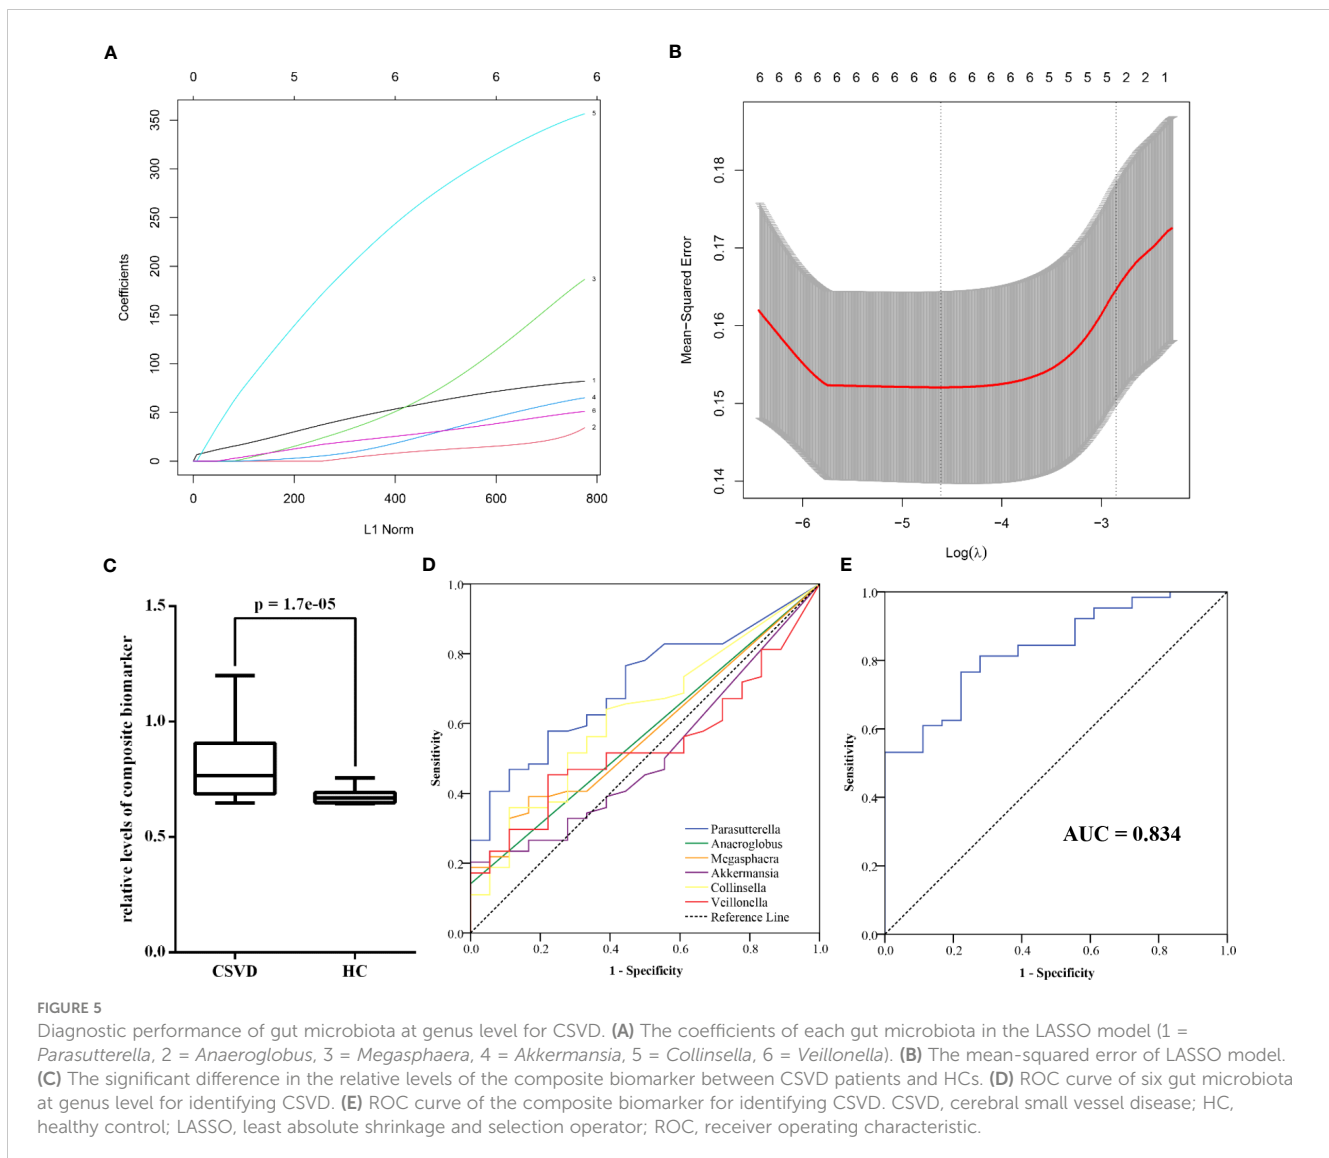 A
0 5 6 6 6
350
300
250
200
150
100
50
0
Coefficients
5
3
1
4
6
2
0 200 400 600 800
L1 Norm
B
6 6 6 6 6 6 6 6 6 6 6 6 6 6 6 5 5 5 5 2 2 1
0.18
0.17
0.16
0.15
0.14
Mean−Squared Error
−6 −5 −4 −3
Log(λ)
C
p = 1.7e-05
1.5
1.0
0.5
0.0
relative levels of composite biomarker
CSVD HC
D
1.0
0.8
0.6
0.4
0.2
0.0
Sensitivity
Parasutterella
Anaeroglobus
Megasphaera
Akkermansia
Collinsella
Veillonella
Reference Line
0.0 0.2 0.4 0.6 0.8 1.0
1 - Specificity
E
1.0
0.8
0.6
0.4
0.2
0.0
Sensitivity
AUC = 0.834
0.0 0.2 0.4 0.6 0.8 1.0
1 - Specificity
FIGURE 5
Diagnostic performance of gut microbiota at genus level for CSVD. (A) The coefficients of each gut microbiota in the LASSO model (1 =
Parasutterella, 2 = Anaeroglobus, 3 = Megasphaera, 4 = Akkermansia, 5 = Collinsella, 6 = Veillonella). (B) The mean-squared error of LASSO model.
(C) The significant difference in the relative levels of the composite biomarker between CSVD patients and HCs. (D) ROC curve of six gut microbiota
at genus level for identifying CSVD. (E) ROC curve of the composite biomarker for identifying CSVD. CSVD, cerebral small vessel disease; HC,
healthy control; LASSO, least absolute shrinkage and selection operator; ROC, receiver operating characteristic.